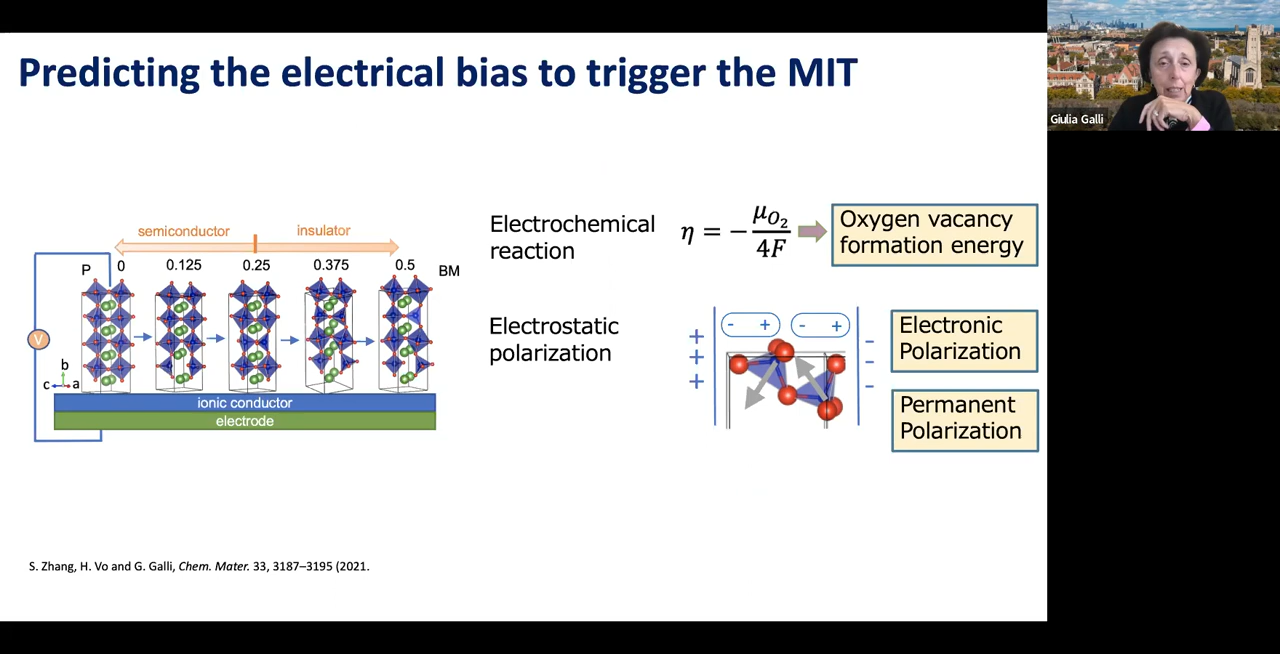 Predicting the electrical bias to trigger the MIT
Giulia Galli
semiconductor insulator
P 0 0.125 0.25 0.375 0.5 BM
V
b
c a
ionic conductor
electrode
Electrochemical
reaction
η = − μO₂ / 4F
Oxygen vacancy
formation energy
Electrostatic
polarization
- + - +
+ -
+ -
+ -
Electronic
Polarization
Permanent
Polarization
S. Zhang, H. Vo and G. Galli, Chem. Mater. 33, 3187–3195 (2021.